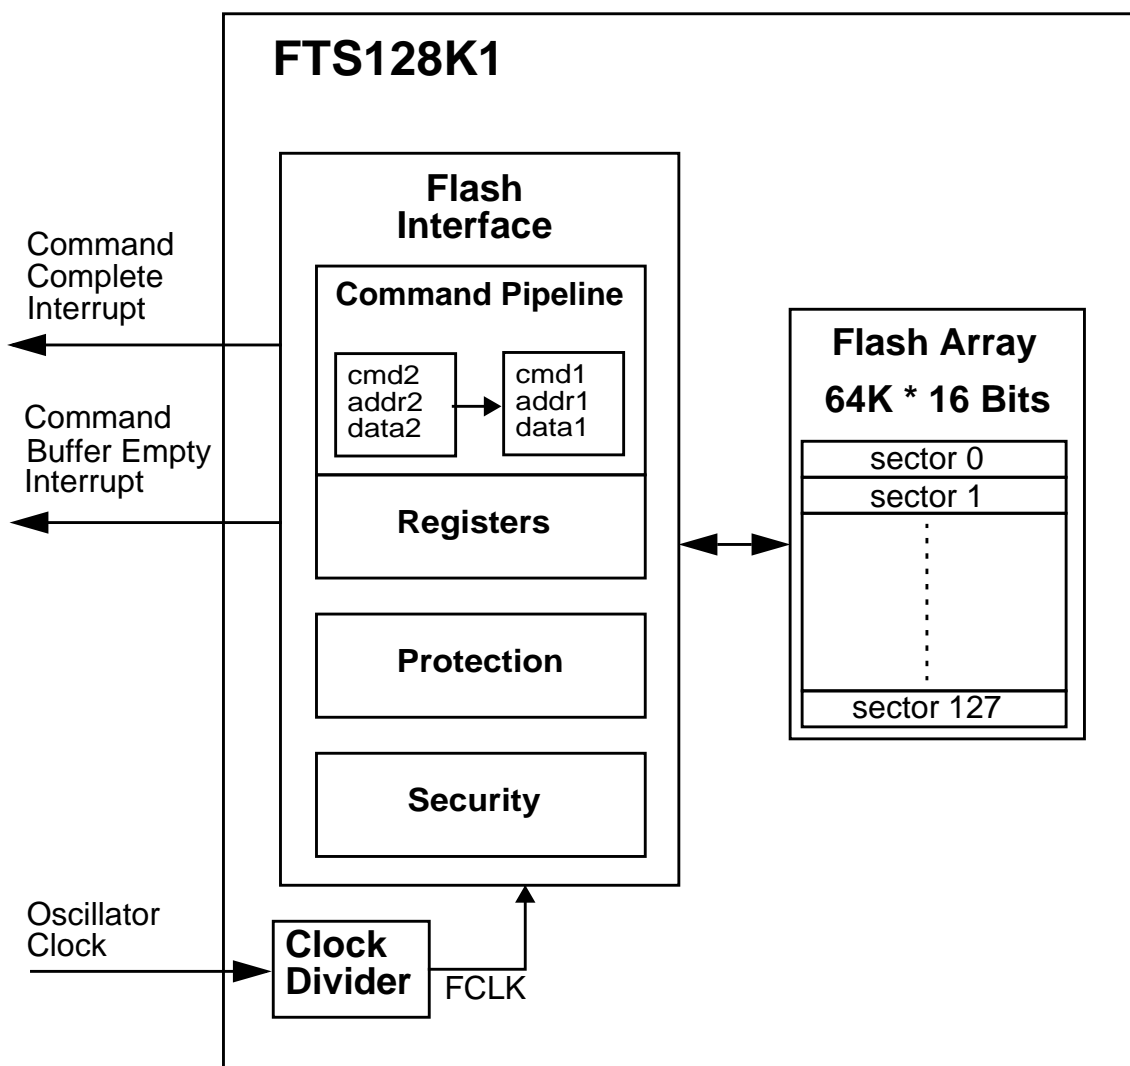 FTS128K1
Flash
Interface
Command
Complete
Interrupt
Command Pipeline
cmd2
addr2
data2
cmd1
addr1
data1
Command
Buffer Empty
Interrupt
Registers
Protection
Security
Flash Array
64K * 16 Bits
sector 0
sector 1
sector 127
Oscillator
Clock
Clock
Divider
FCLK